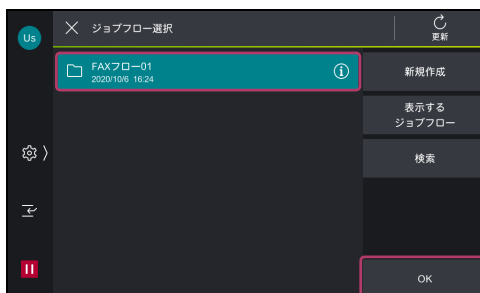 Us
ジョブフロー選択
更新
FAXフロー01
2020/10/6 16:24
新規作成
表示する
ジョブフロー
検索
OK